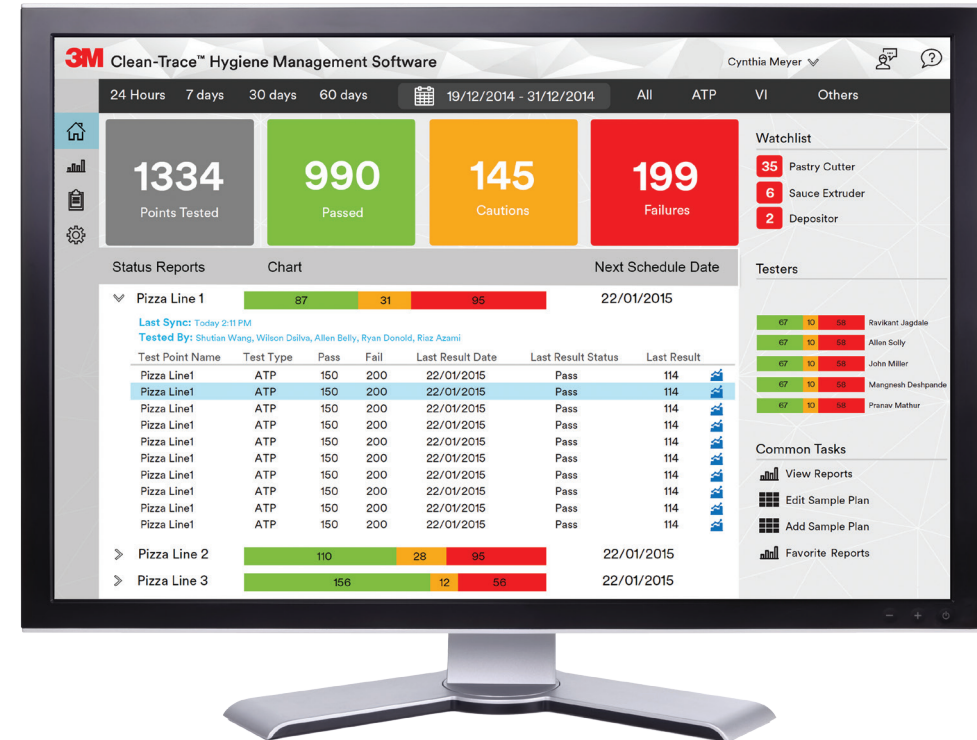 3M Clean-Trace™ Hygiene Management Software
Cynthia Meyer
24 Hours 7 days 30 days 60 days 19/12/2014 - 31/12/2014 All ATP VI Others
1334
Points Tested
990
Passed
145
Cautions
199
Failures
Watchlist
35 Pastry Cutter
6 Sauce Extruder
2 Depositor
Status Reports Chart Next Schedule Date
Pizza Line 1 87 31 95 22/01/2015
Last Sync: Today 2:11 PM
Tested By: Shutian Wang, Wilson Dsilva, Allen Belly, Ryan Donold, Riaz Azami
Test Point Name Test Type Pass Fail Last Result Date Last Result Status Last Result
Pizza Line1 ATP 150 200 22/01/2015 Pass 114
Pizza Line1 ATP 150 200 22/01/2015 Pass 114
Pizza Line1 ATP 150 200 22/01/2015 Pass 114
Pizza Line1 ATP 150 200 22/01/2015 Pass 114
Pizza Line1 ATP 150 200 22/01/2015 Pass 114
Pizza Line1 ATP 150 200 22/01/2015 Pass 114
Pizza Line1 ATP 150 200 22/01/2015 Pass 114
Pizza Line1 ATP 150 200 22/01/2015 Pass 114
Pizza Line1 ATP 150 200 22/01/2015 Pass 114
Pizza Line1 ATP 150 200 22/01/2015 Pass 114
Pizza Line 2 110 28 95 22/01/2015
Pizza Line 3 156 12 56 22/01/2015
Testers
67 10 58 Ravikant Jagdale
67 10 58 Allen Solly
67 10 58 John Miller
67 10 58 Mangnesh Deshpande
67 10 58 Pranav Mathur
Common Tasks
View Reports
Edit Sample Plan
Add Sample Plan
Favorite Reports